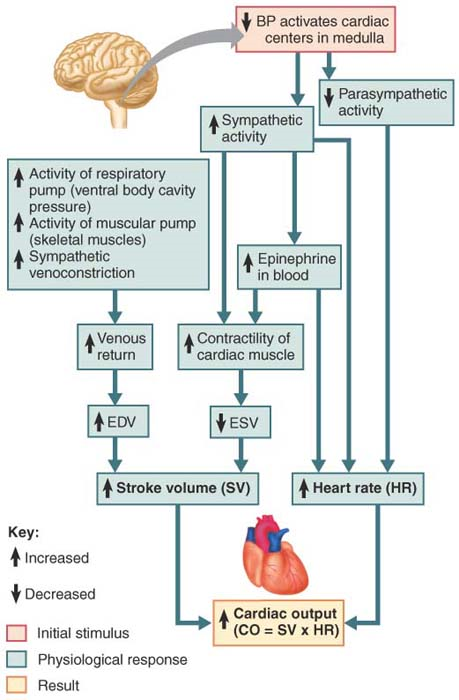 ↓ BP activates cardiac
centers in medulla
↓ Parasympathetic
activity
↑ Sympathetic
activity
↑ Activity of respiratory
pump (ventral body cavity
pressure)
↑ Activity of muscular pump
(skeletal muscles)
↑ Sympathetic
venoconstriction
↑ Epinephrine
in blood
↑ Venous
return
↑ Contractility of
cardiac muscle
↑ EDV
↓ ESV
↑ Stroke volume (SV)
↑ Heart rate (HR)
Key:
↑ Increased
↓ Decreased
Initial stimulus
Physiological response
Result
↑ Cardiac output
(CO = SV x HR)